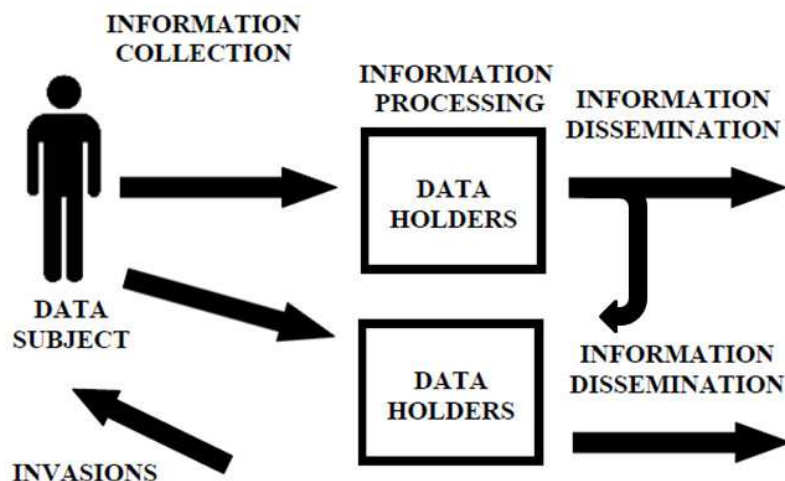 INFORMATION
COLLECTION
INFORMATION
PROCESSING
INFORMATION
DISSEMINATION
DATA
HOLDERS
DATA
SUBJECT
DATA
HOLDERS
INFORMATION
DISSEMINATION
INVASIONS